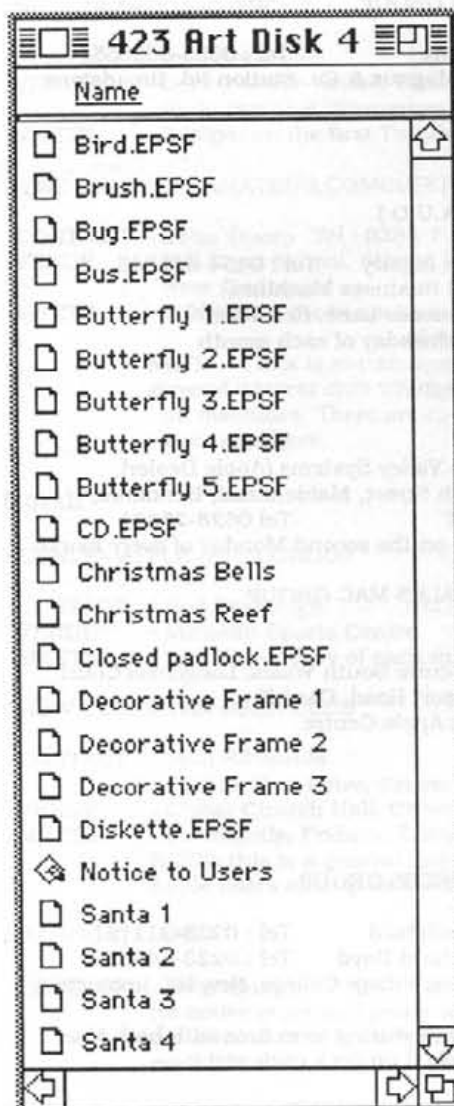 423 Art Disk 4
Name
Bird.EPSF
Brush.EPSF
Bug.EPSF
Bus.EPSF
Butterfly 1.EPSF
Butterfly 2.EPSF
Butterfly 3.EPSF
Butterfly 4.EPSF
Butterfly 5.EPSF
CD.EPSF
Christmas Bells
Christmas Reef
Closed padlock.EPSF
Decorative Frame 1
Decorative Frame 2
Decorative Frame 3
Diskette.EPSF
Notice to Users
Santa 1
Santa 2
Santa 3
Santa 4